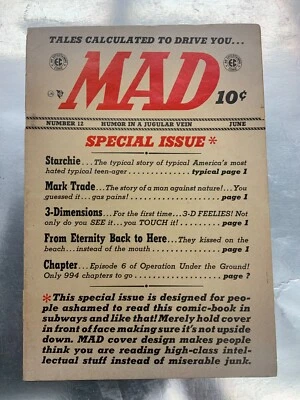 TALES CALCULATED TO DRIVE YOU...
EC
EC
MAD
10¢
NUMBER 12 HUMOR IN A JUGULAR VEIN JUNE
SPECIAL ISSUE*
Starchie...The typical story of typical America's most
hated typical teen-ager............typical page 1
Mark Trade...The story of a man against nature!...You
guessed it...gas pains!............page 1
3-Dimensions...For the first time...3-D FEELIES! Not
only do you SEE it...you TOUCH it!............page 1
From Eternity Back to Here...They kissed on the
beach...instead of the mouth............page 1
Chapter...Episode 6 of Operation Under the Ground!
Only 994 chapters to go............page ?
*This special issue is designed for peo-
ple ashamed to read this comic-book in
subways and like that! Merely hold cover
in front of face making sure it's not upside
down. MAD cover design makes people
think you are reading high-class intel-
lectual stuff instead of miserable junk.